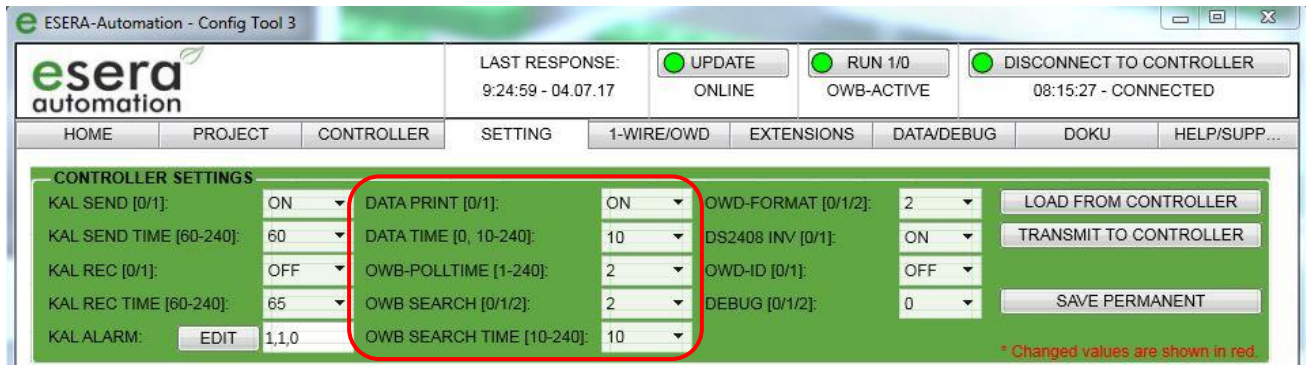 ESERA-Automation - Config Tool 3
esera
automation
LAST RESPONSE:
9:24:59 - 04.07.17
UPDATE
ONLINE
RUN 1/0
OWB-ACTIVE
DISCONNECT TO CONTROLLER
08:15:27 - CONNECTED
HOME PROJECT CONTROLLER SETTING 1-WIRE/OWD EXTENSIONS DATA/DEBUG DOKU HELP/SUPP...
CONTROLLER SETTINGS
KAL SEND [0/1]: ON DATA PRINT [0/1]: ON OWD-FORMAT [0/1/2]: 2 LOAD FROM CONTROLLER
KAL SEND TIME [60-240]: 60 DATA TIME [0, 10-240]: 10 DS2408 INV [0/1]: ON TRANSMIT TO CONTROLLER
KAL REC [0/1]: OFF OWB-POLLTIME [1-240]: 2 OWD-ID [0/1]: OFF
KAL REC TIME [60-240]: 65 OWB SEARCH [0/1/2]: 2 DEBUG [0/1/2]: 0 SAVE PERMANENT
KAL ALARM: EDIT 1,1,0 OWB SEARCH TIME [10-240]: 10
* Changed values are shown in red.